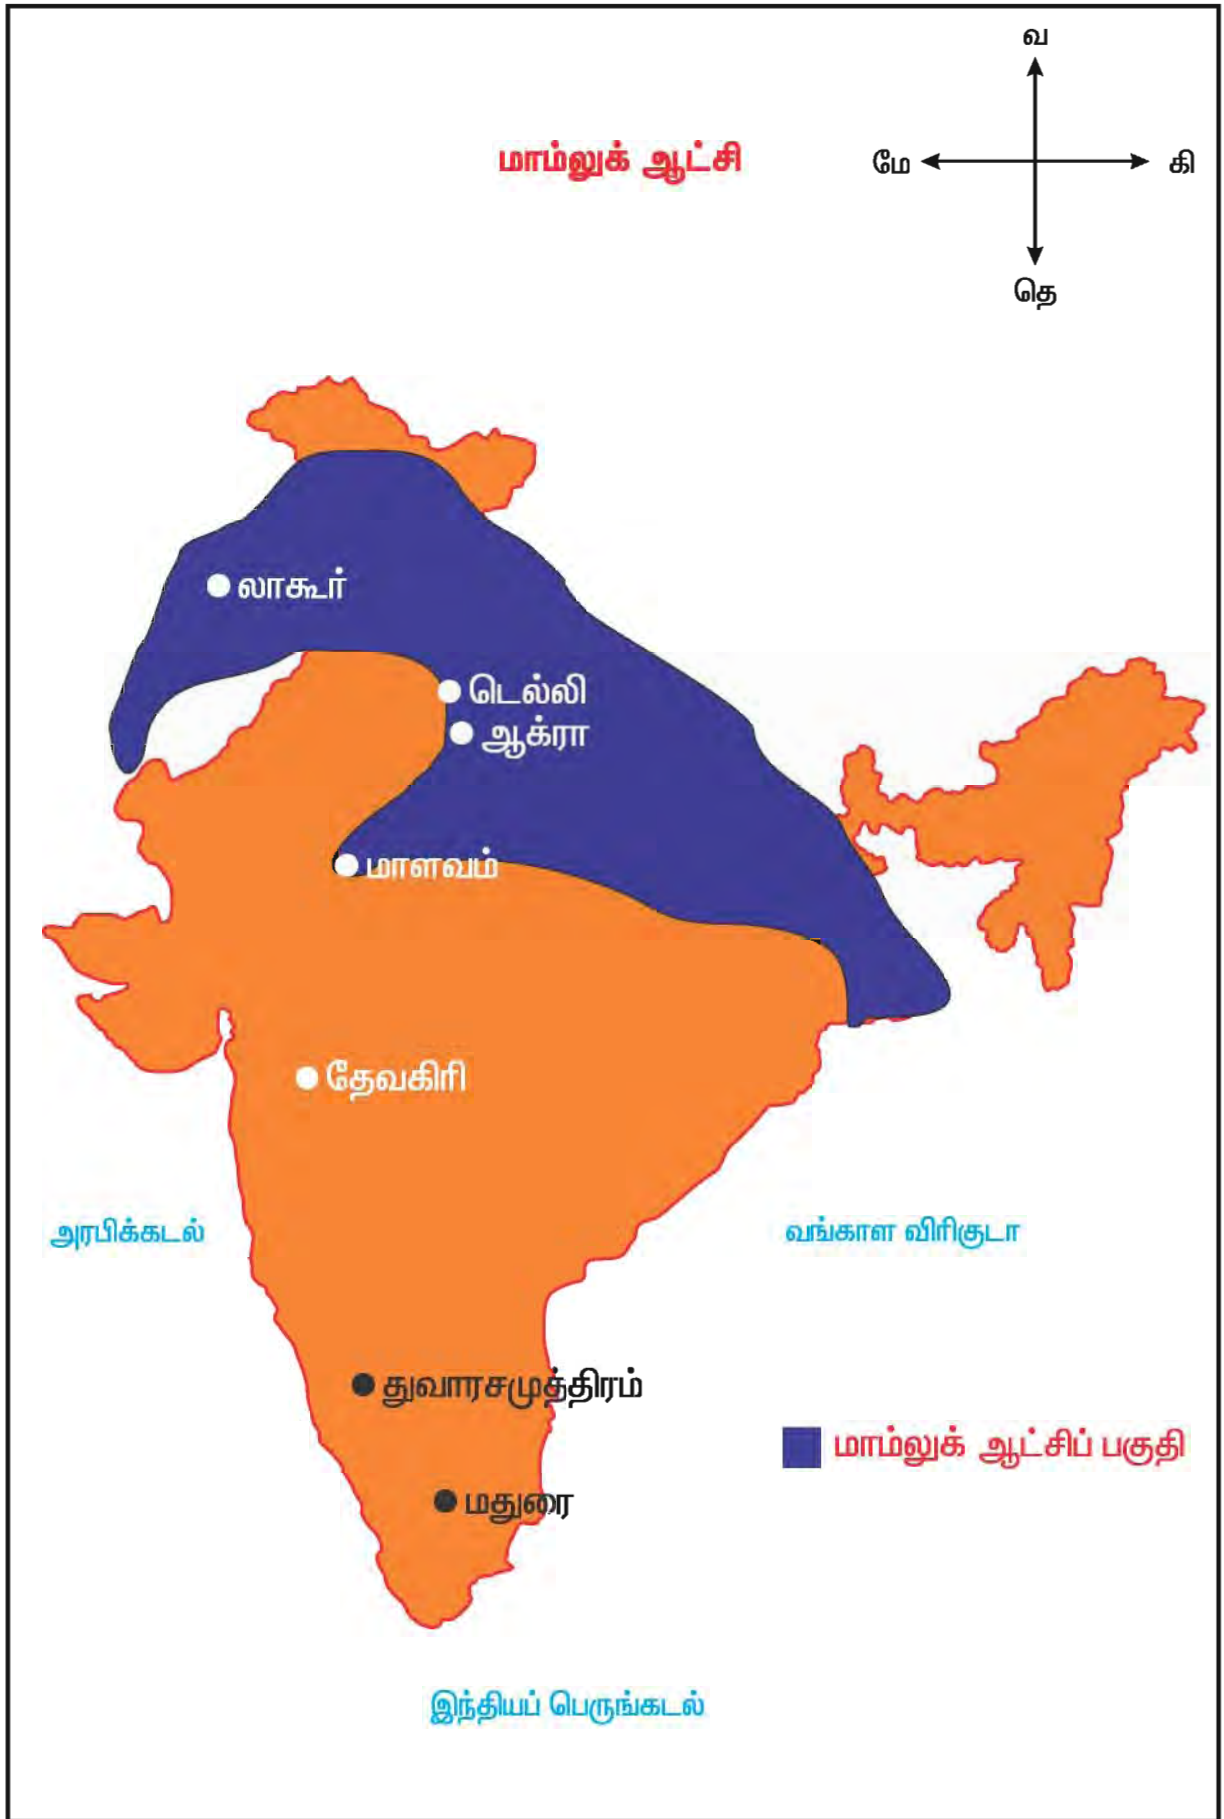 வ
மாம்லுக் ஆட்சி
மே
கி
தெ
லாகூர்
டெல்லி
ஆக்ரா
மாளவம்
தேவகிரி
அரபிக்கடல்
வங்காள விரிகுடா
துவாரசமுத்திரம்
மாம்லுக் ஆட்சிப் பகுதி
மதுரை
இந்தியப் பெருங்கடல்